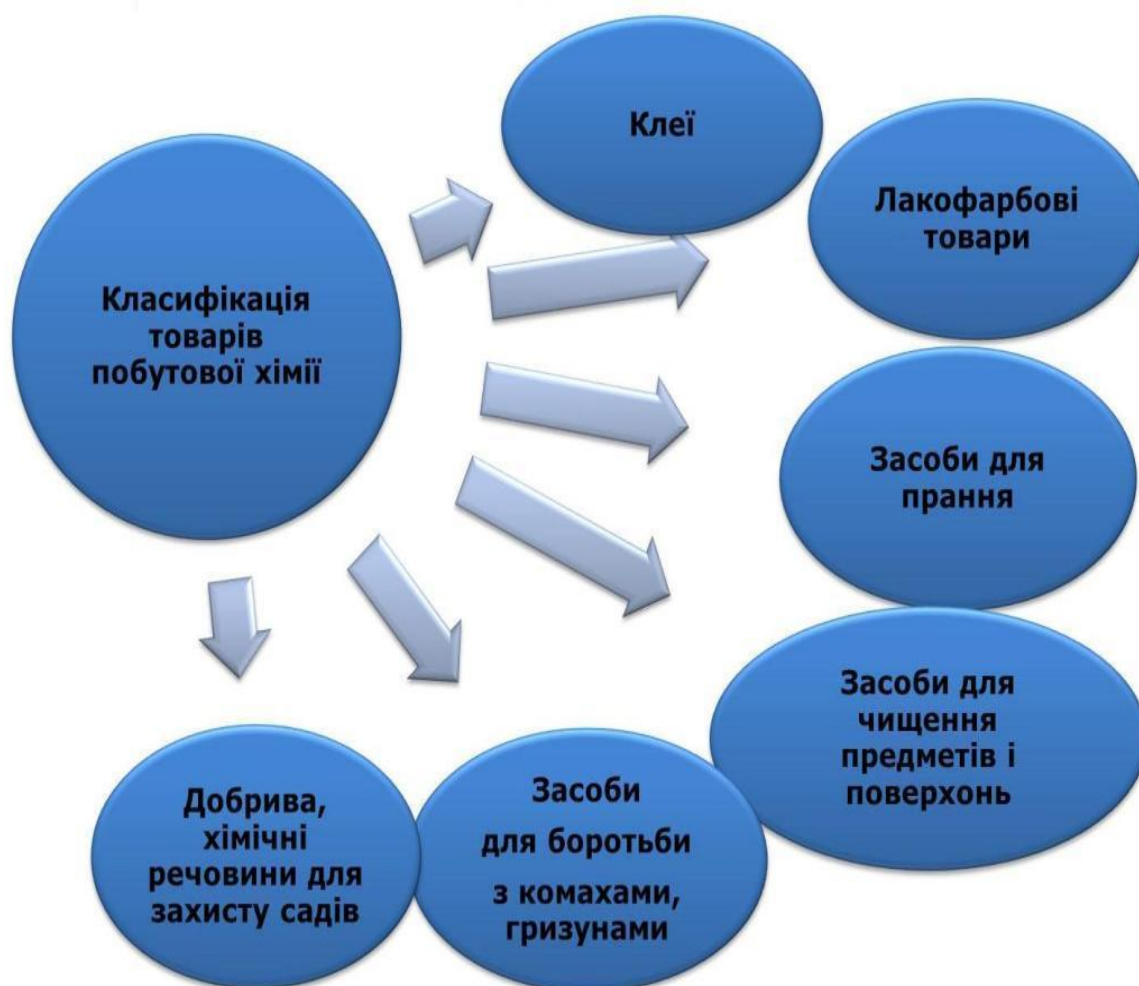 Класифікація
товарів
побутової хімії
Клеї
Лакофарбові
товари
Засоби для
прання
Засоби для
чищення
предметів і
поверхонь
Засоби
для боротьби
з комахами,
гризунами
Добрива,
хімічні
речовини для
захисту садів